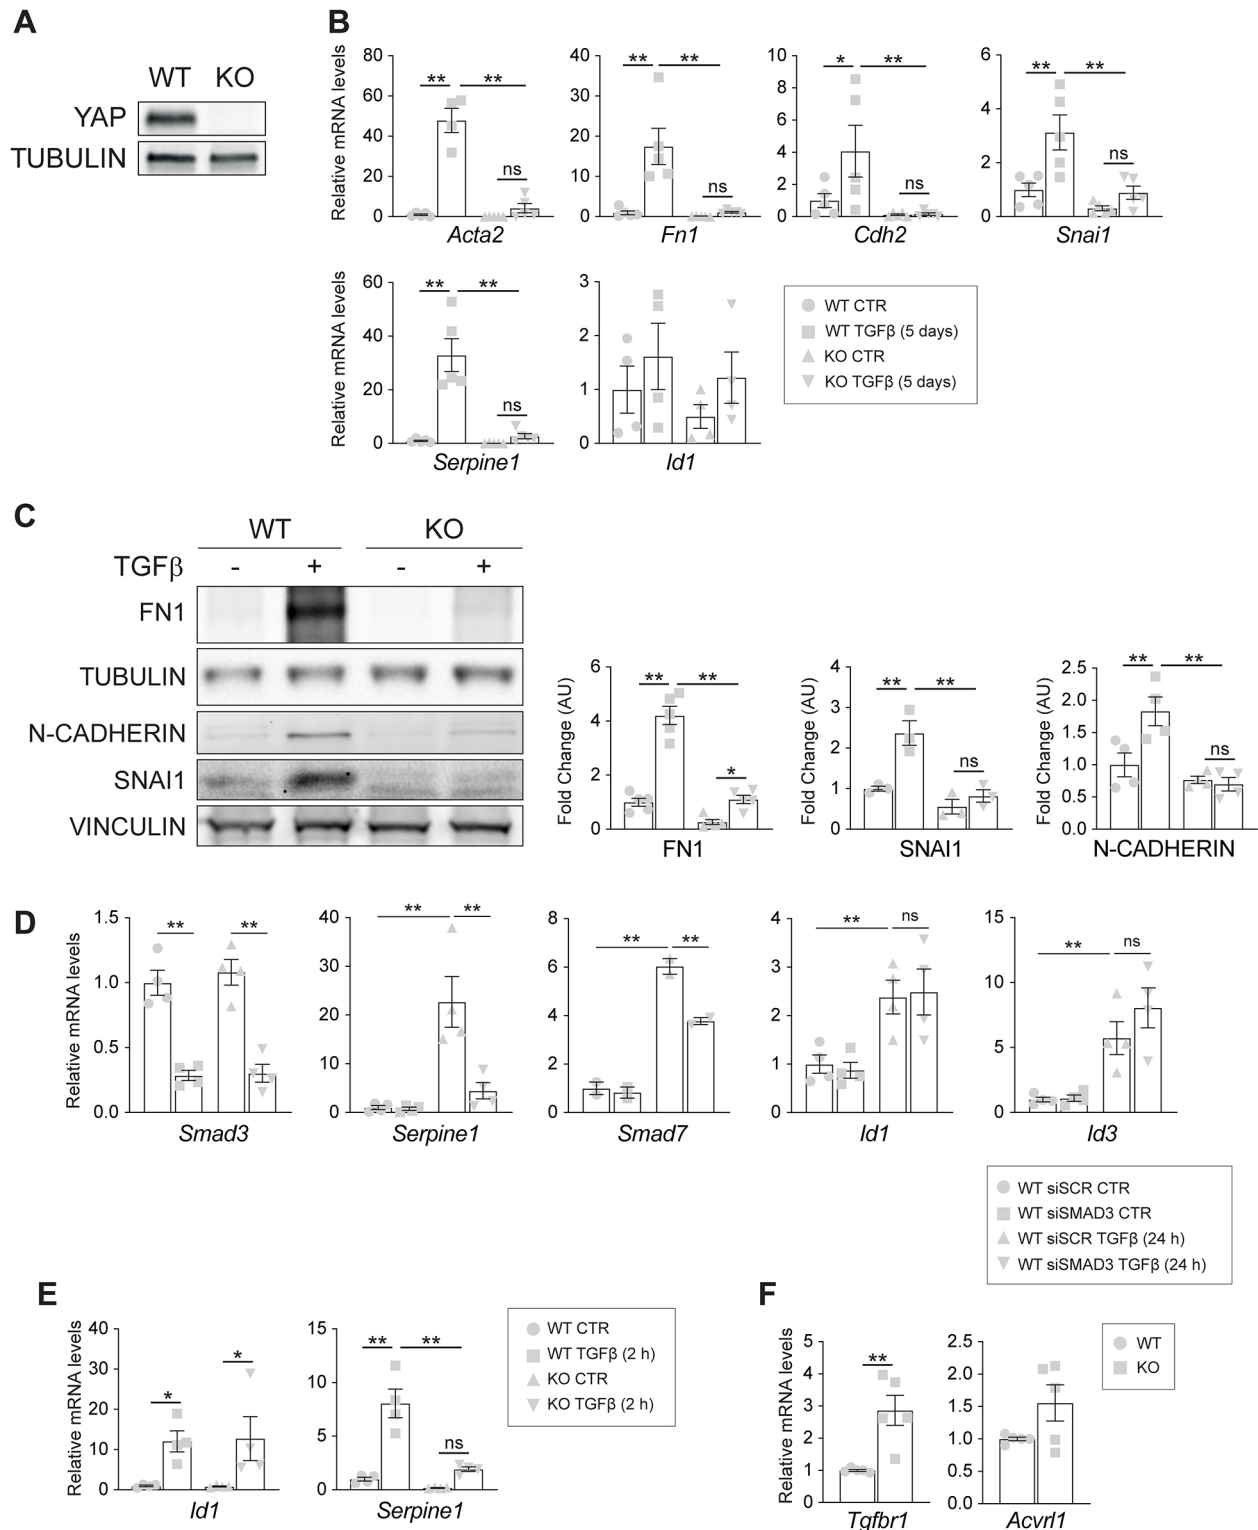 A
WT KO
YAP
TUBULIN
B
Relative mRNA levels
80
60
40
20
0
** **
ns
Acta2
40
30
20
10
0
** **
ns
Fn1
10
8
6
4
2
0
* **
ns
Cdh2
6
4
2
0
** **
ns
Snai1
Relative mRNA levels
60
40
20
0
** **
ns
Serpine1
3
2
1
0
Id1
WT CTR
WT TGFβ (5 days)
KO CTR
KO TGFβ (5 days)
C
WT KO
TGFβ - + - +
FN1
TUBULIN
N-CADHERIN
SNAI1
VINCULIN
Fold Change (AU)
6
4
2
0
** **
*
FN1
Fold Change (AU)
4
3
2
1
0
** **
ns
SNAI1
Fold Change (AU)
2.5
2.0
1.5
1.0
0.5
0.0
** **
ns
N-CADHERIN
D
Relative mRNA levels
1.5
1.0
0.5
0.0
** **
Smad3
40
30
20
10
0
** **
Serpine1
8
6
4
2
0
** **
Smad7
4
3
2
1
0
** ns
Id1
15
10
5
0
** ns
Id3
WT siSCR CTR
WT siSMAD3 CTR
WT siSCR TGFβ (24 h)
WT siSMAD3 TGFβ (24 h)
E
Relative mRNA levels
40
30
20
10
0
* *
Id1
15
10
5
0
** **
ns
Serpine1
WT CTR
WT TGFβ (2 h)
KO CTR
KO TGFβ (2 h)
F
Relative mRNA levels
5
4
3
2
1
0
**
Tgfbr1
2.5
2.0
1.5
1.0
0.5
0.0
Acvrl1
WT
KO